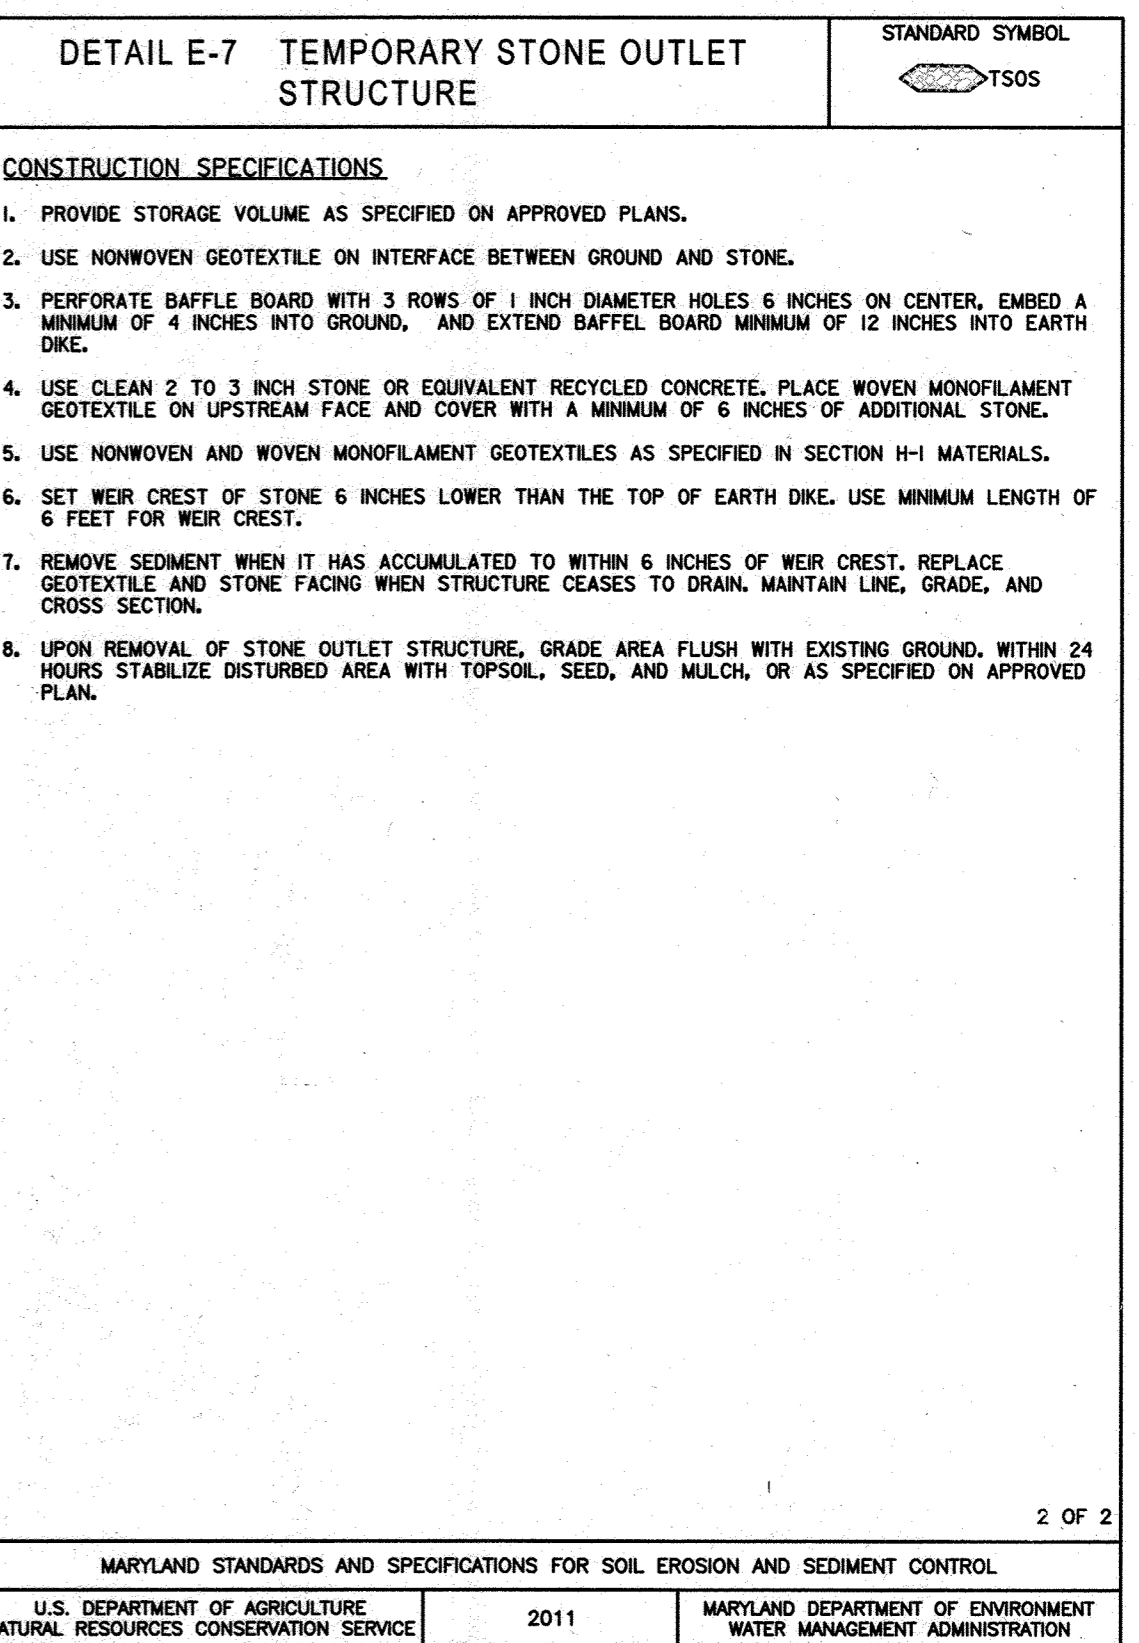 DETAIL E-7 TEMPORARY STONE OUTLET
STRUCTURE
STANDARD SYMBOL
TSOS
CONSTRUCTION SPECIFICATIONS
1. PROVIDE STORAGE VOLUME AS SPECIFIED ON APPROVED PLANS.
2. USE NONWOVEN GEOTEXTILE ON INTERFACE BETWEEN GROUND AND STONE.
3. PERFORATE BAFFLE BOARD WITH 3 ROWS OF 1 INCH DIAMETER HOLES 6 INCHES ON CENTER, EMBED A
MINIMUM OF 4 INCHES INTO GROUND, AND EXTEND BAFFEL BOARD MINIMUM OF 12 INCHES INTO EARTH
DIKE.
4. USE CLEAN 2 TO 3 INCH STONE OR EQUIVALENT RECYCLED CONCRETE. PLACE WOVEN MONOFILAMENT
GEOTEXTILE ON UPSTREAM FACE AND COVER WITH A MINIMUM OF 6 INCHES OF ADDITIONAL STONE.
5. USE NONWOVEN AND WOVEN MONOFILAMENT GEOTEXTILES AS SPECIFIED IN SECTION H-1 MATERIALS.
6. SET WEIR CREST OF STONE 6 INCHES LOWER THAN THE TOP OF EARTH DIKE. USE MINIMUM LENGTH OF
6 FEET FOR WEIR CREST.
7. REMOVE SEDIMENT WHEN IT HAS ACCUMULATED TO WITHIN 6 INCHES OF WEIR CREST. REPLACE
GEOTEXTILE AND STONE FACING WHEN STRUCTURE CEASES TO DRAIN. MAINTAIN LINE, GRADE, AND
CROSS SECTION.
8. UPON REMOVAL OF STONE OUTLET STRUCTURE, GRADE AREA FLUSH WITH EXISTING GROUND. WITHIN 24
HOURS STABILIZE DISTURBED AREA WITH TOPSOIL, SEED, AND MULCH, OR AS SPECIFIED ON APPROVED
PLAN.
2 OF 2
MARYLAND STANDARDS AND SPECIFICATIONS FOR SOIL EROSION AND SEDIMENT CONTROL
U.S. DEPARTMENT OF AGRICULTURE
ATURAL RESOURCES CONSERVATION SERVICE
2011
MARYLAND DEPARTMENT OF ENVIRONMENT
WATER MANAGEMENT ADMINISTRATION